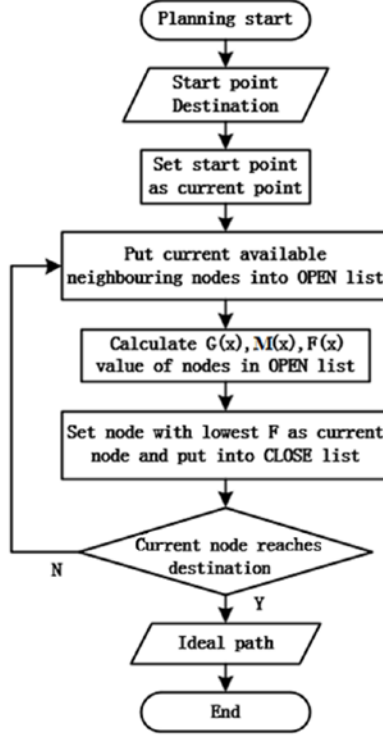 Planning start
Start point
Destination
Set start point
as current point
Put current available
neighbouring nodes into OPEN list
Calculate G(x),M(x),F(x)
value of nodes in OPEN list
Set node with lowest F as current
node and put into CLOSE list
Current node reaches
destination
N
Y
Ideal path
End